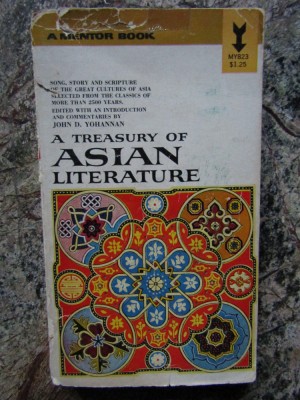 A MENTOR BOOK
MY823
$1.25
SONG, STORY AND SCRIPTURE
OF THE GREAT CULTURES OF ASIA
SELECTED FROM THE CLASSICS OF
MORE THAN 2500 YEARS.
EDITED WITH AN INTRODUCTION
AND COMMENTARIES BY
JOHN D. YOHANNAN
A TREASURY OF
ASIAN
LITERATURE